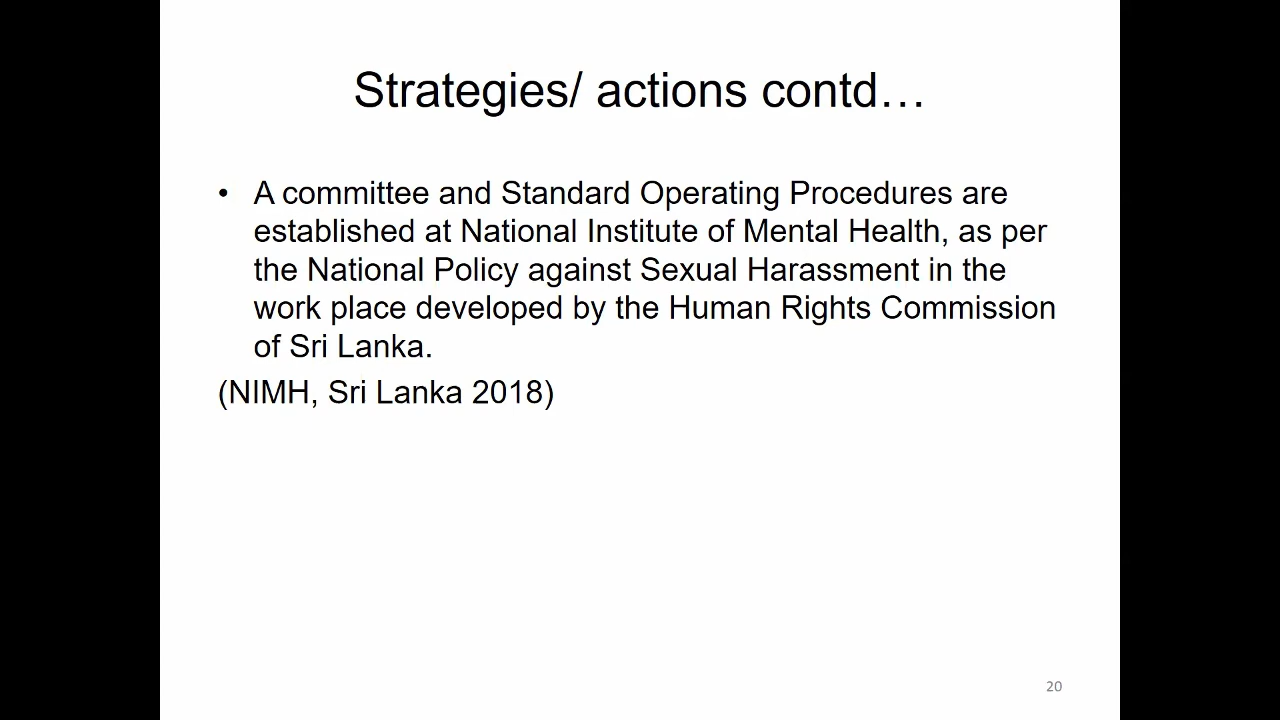 Strategies/ actions contd…
• A committee and Standard Operating Procedures are
established at National Institute of Mental Health, as per
the National Policy against Sexual Harassment in the
work place developed by the Human Rights Commission
of Sri Lanka.
(NIMH, Sri Lanka 2018)
20